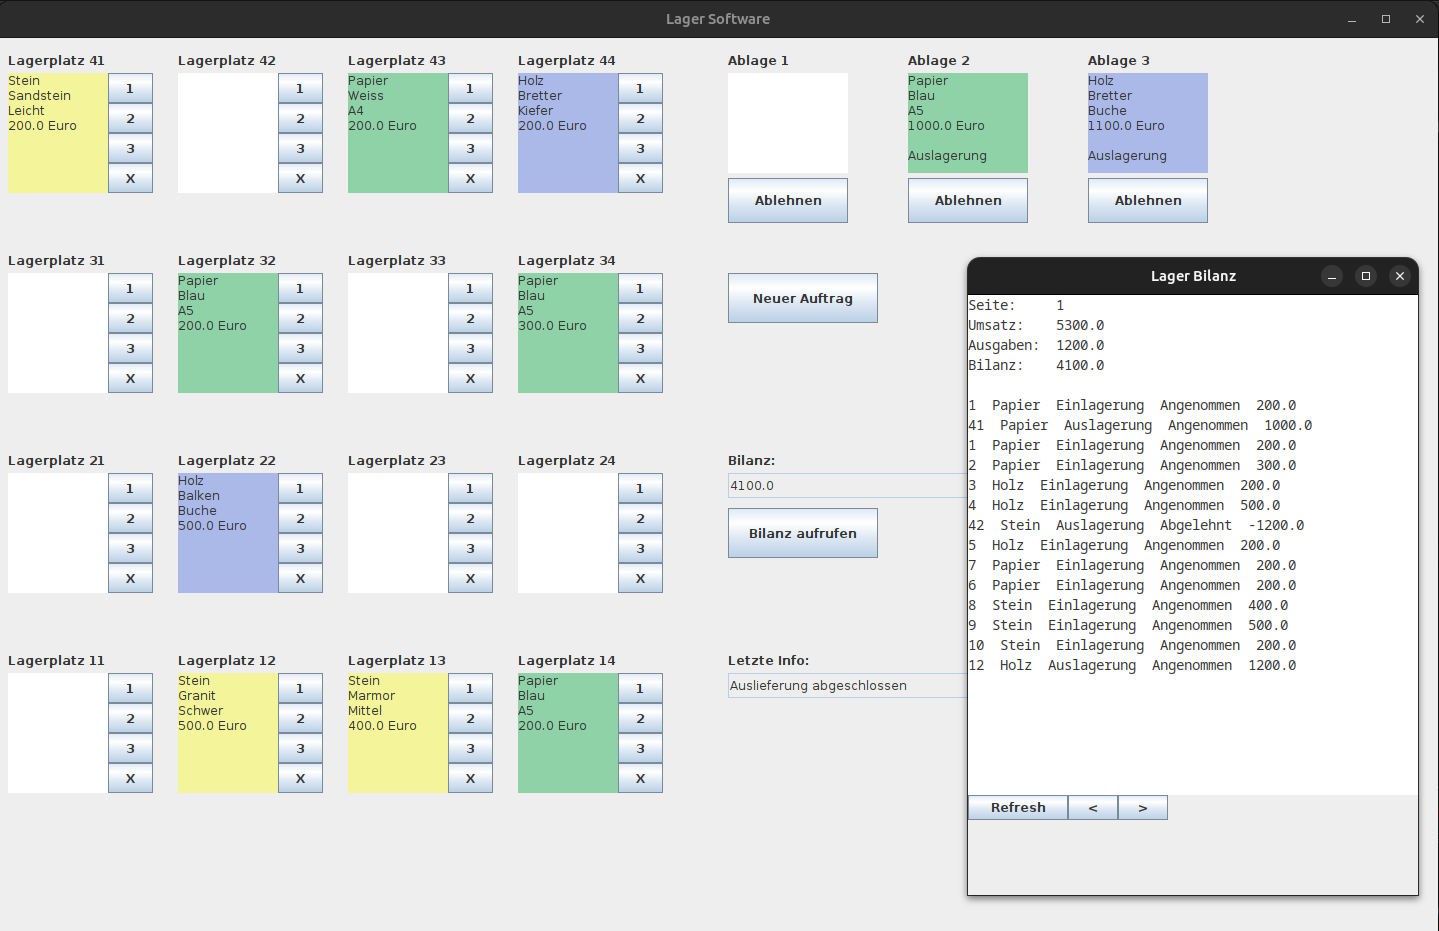 Lager Software
Lagerplatz 41
Stein
Sandstein
Leicht
200.0 Euro
1
2
3
X
Lagerplatz 42
1
2
3
X
Lagerplatz 43
Papier
Weiss
A4
200.0 Euro
1
2
3
X
Lagerplatz 44
Holz
Bretter
Kiefer
200.0 Euro
1
2
3
X
Ablage 1
Ablehnen
Ablage 2
Papier
Blau
A5
1000.0 Euro
Auslagerung
Ablehnen
Ablage 3
Holz
Bretter
Buche
1100.0 Euro
Auslagerung
Ablehnen
Lagerplatz 31
1
2
3
X
Lagerplatz 32
Papier
Blau
A5
200.0 Euro
1
2
3
X
Lagerplatz 33
1
2
3
X
Lagerplatz 34
Papier
Blau
A5
300.0 Euro
1
2
3
X
Neuer Auftrag
Lagerplatz 21
1
2
3
X
Lagerplatz 22
Holz
Balken
Buche
500.0 Euro
1
2
3
X
Lagerplatz 23
1
2
3
X
Lagerplatz 24
1
2
3
X
Bilanz:
4100.0
Bilanz aufrufen
Lagerplatz 11
1
2
3
X
Lagerplatz 12
Stein
Granit
Schwer
500.0 Euro
1
2
3
X
Lagerplatz 13
Stein
Marmor
Mittel
400.0 Euro
1
2
3
X
Lagerplatz 14
Papier
Blau
A5
200.0 Euro
1
2
3
X
Letzte Info:
Auslieferung abgeschlossen
Lager Bilanz
Seite: 1
Umsatz: 5300.0
Ausgaben: 1200.0
Bilanz: 4100.0
1 Papier Einlagerung Angenommen 200.0
41 Papier Auslagerung Angenommen 1000.0
1 Papier Einlagerung Angenommen 200.0
2 Papier Einlagerung Angenommen 300.0
3 Holz Einlagerung Angenommen 200.0
4 Holz Einlagerung Angenommen 500.0
42 Stein Auslagerung Abgelehnt -1200.0
5 Holz Einlagerung Angenommen 200.0
7 Papier Einlagerung Angenommen 200.0
6 Papier Einlagerung Angenommen 200.0
8 Stein Einlagerung Angenommen 400.0
9 Stein Einlagerung Angenommen 500.0
10 Stein Einlagerung Angenommen 200.0
12 Holz Auslagerung Angenommen 1200.0
Refresh < >